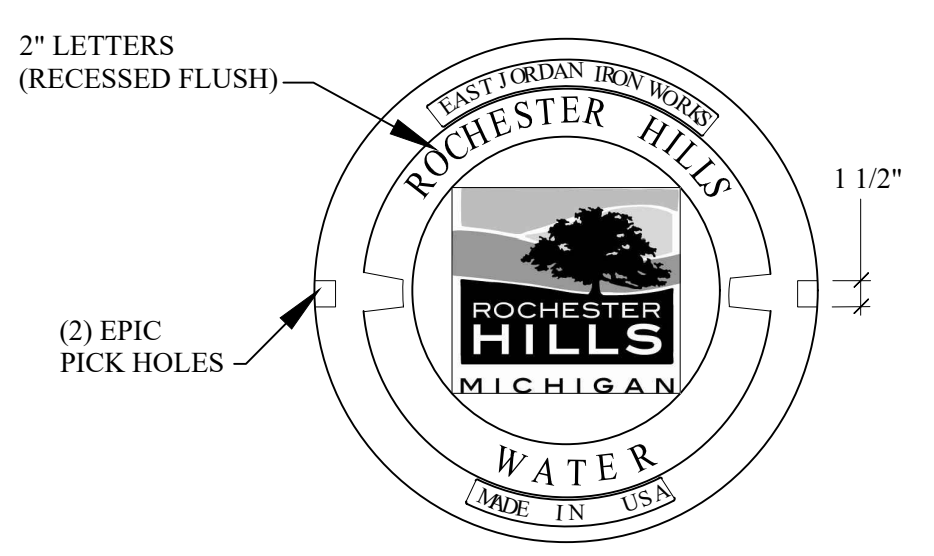 2" LETTERS
(RECESSED FLUSH)
EAST JORDAN IRON WORKS
ROCHESTER HILLS
1 1/2"
ROCHESTER
HILLS
MICHIGAN
(2) EPIC
PICK HOLES
WATER
MADE IN USA